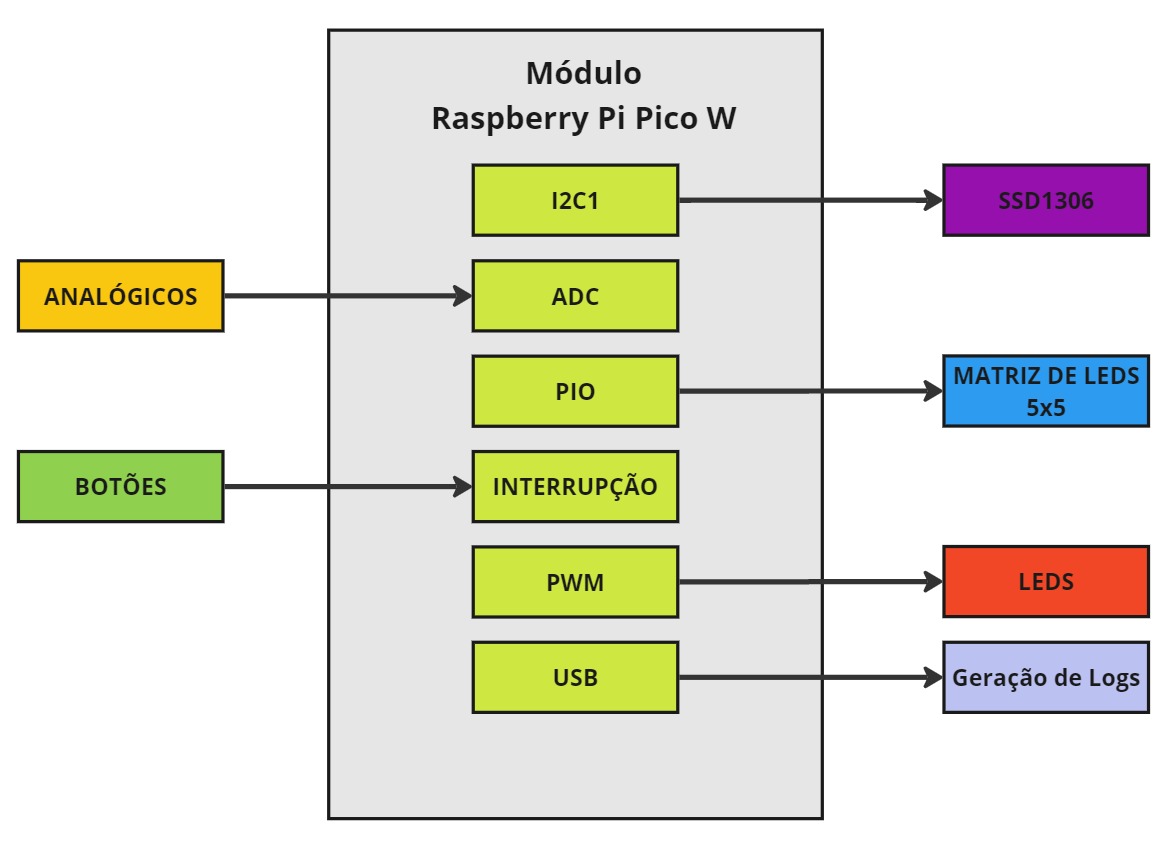 Módulo
Raspberry Pi Pico W
I2C1
SSD1306
ANALÓGICOS
ADC
PIO
MATRIZ DE LEDS
5x5
BOTÕES
INTERRUPÇÃO
PWM
LEDS
USB
Geração de Logs